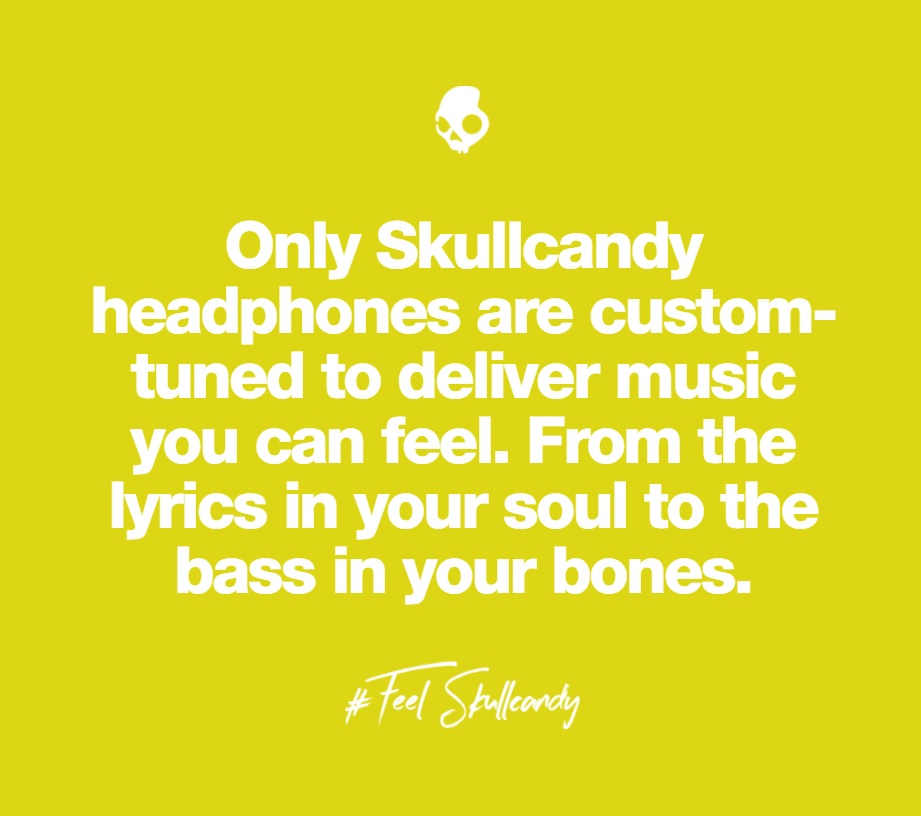 Only Skullcandy
headphones are custom-
tuned to deliver music
you can feel. From the
lyrics in your soul to the
bass in your bones.
#Feel Skullcandy